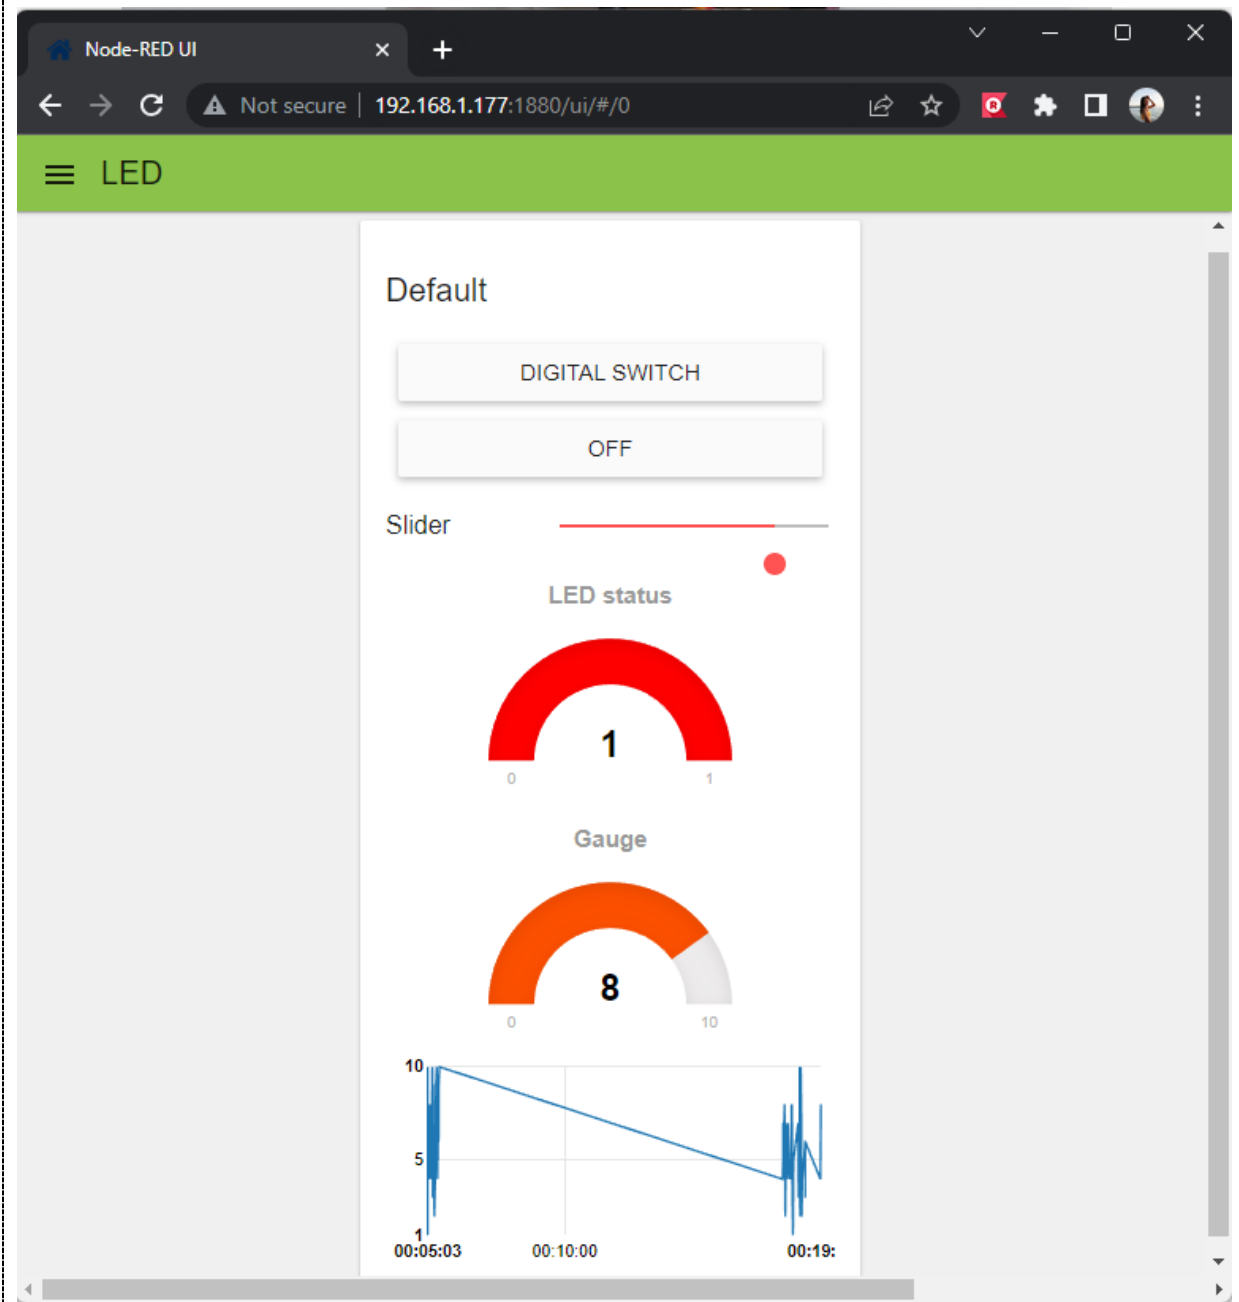 Node-RED UI
Not secure 192.168.1.177:1880/ui/#/0
LED
Default
DIGITAL SWITCH
OFF
Slider
LED status
1
0 1
Gauge
8
0 10
10
5
1
00:05:03 00:10:00 00:19: